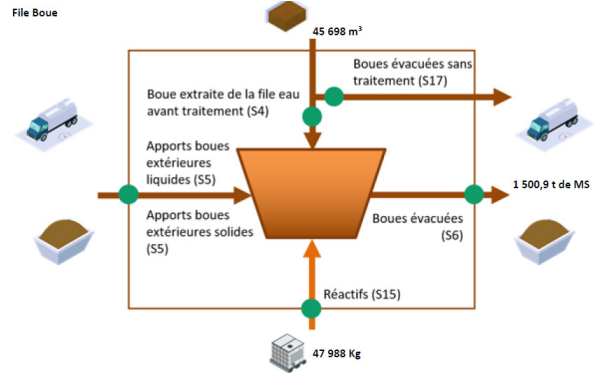 File Boue
45 698 m³
Boues évacuées sans
traitement (S17)
Boue extraite de la file eau
avant traitement (S4)
Apports boues
extérieures
liquides (S5)
Apports boues
extérieures solides
(S5)
1 500,9 t de MS
Boues évacuées
(S6)
Réactifs (S15)
47 988 Kg